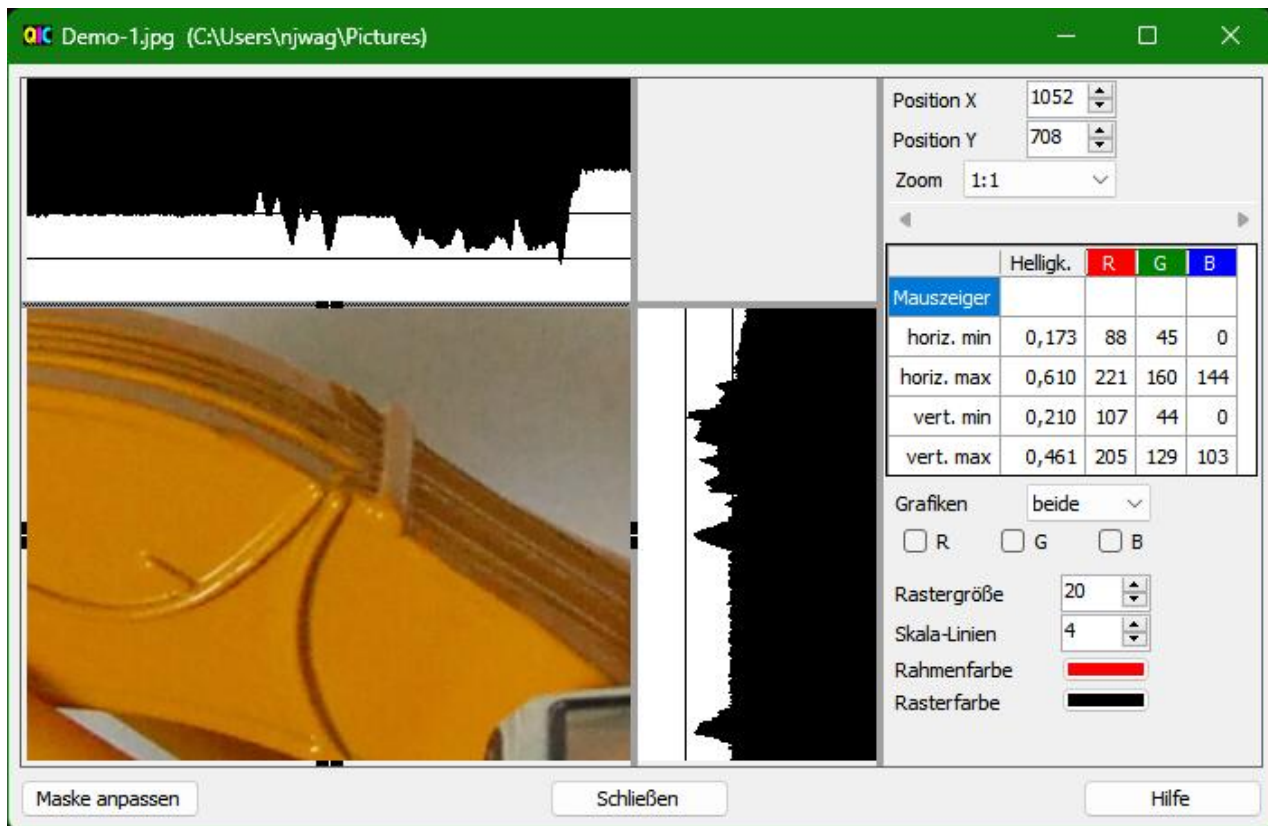 QIC Demo-1.jpg (C:\Users\njwag\Pictures)
Position X 1052
Position Y 708
Zoom 1:1
Helligk. R G B
Mauszeiger
horiz. min 0,173 88 45 0
horiz. max 0,610 221 160 144
vert. min 0,210 107 44 0
vert. max 0,461 205 129 103
Grafiken beide
R G B
Rastergröße 20
Skala-Linien 4
Rahmenfarbe
Rasterfarbe
Maske anpassen Schließen Hilfe